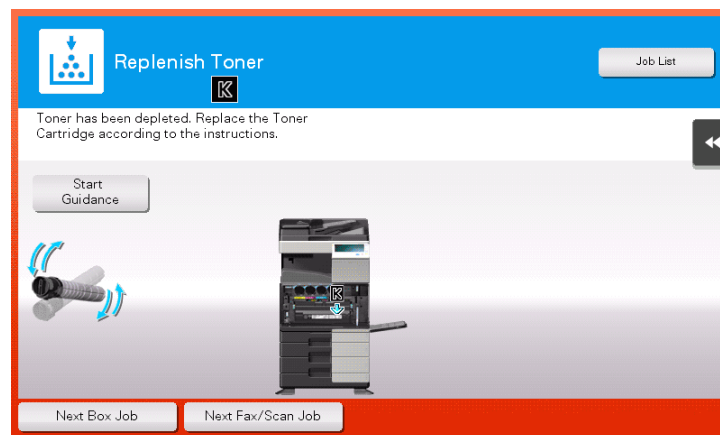 Replenish Toner
Job List
K
Toner has been depleted. Replace the Toner
Cartridge according to the instructions.
Start
Guidance
K
Next Box Job
Next Fax/Scan Job